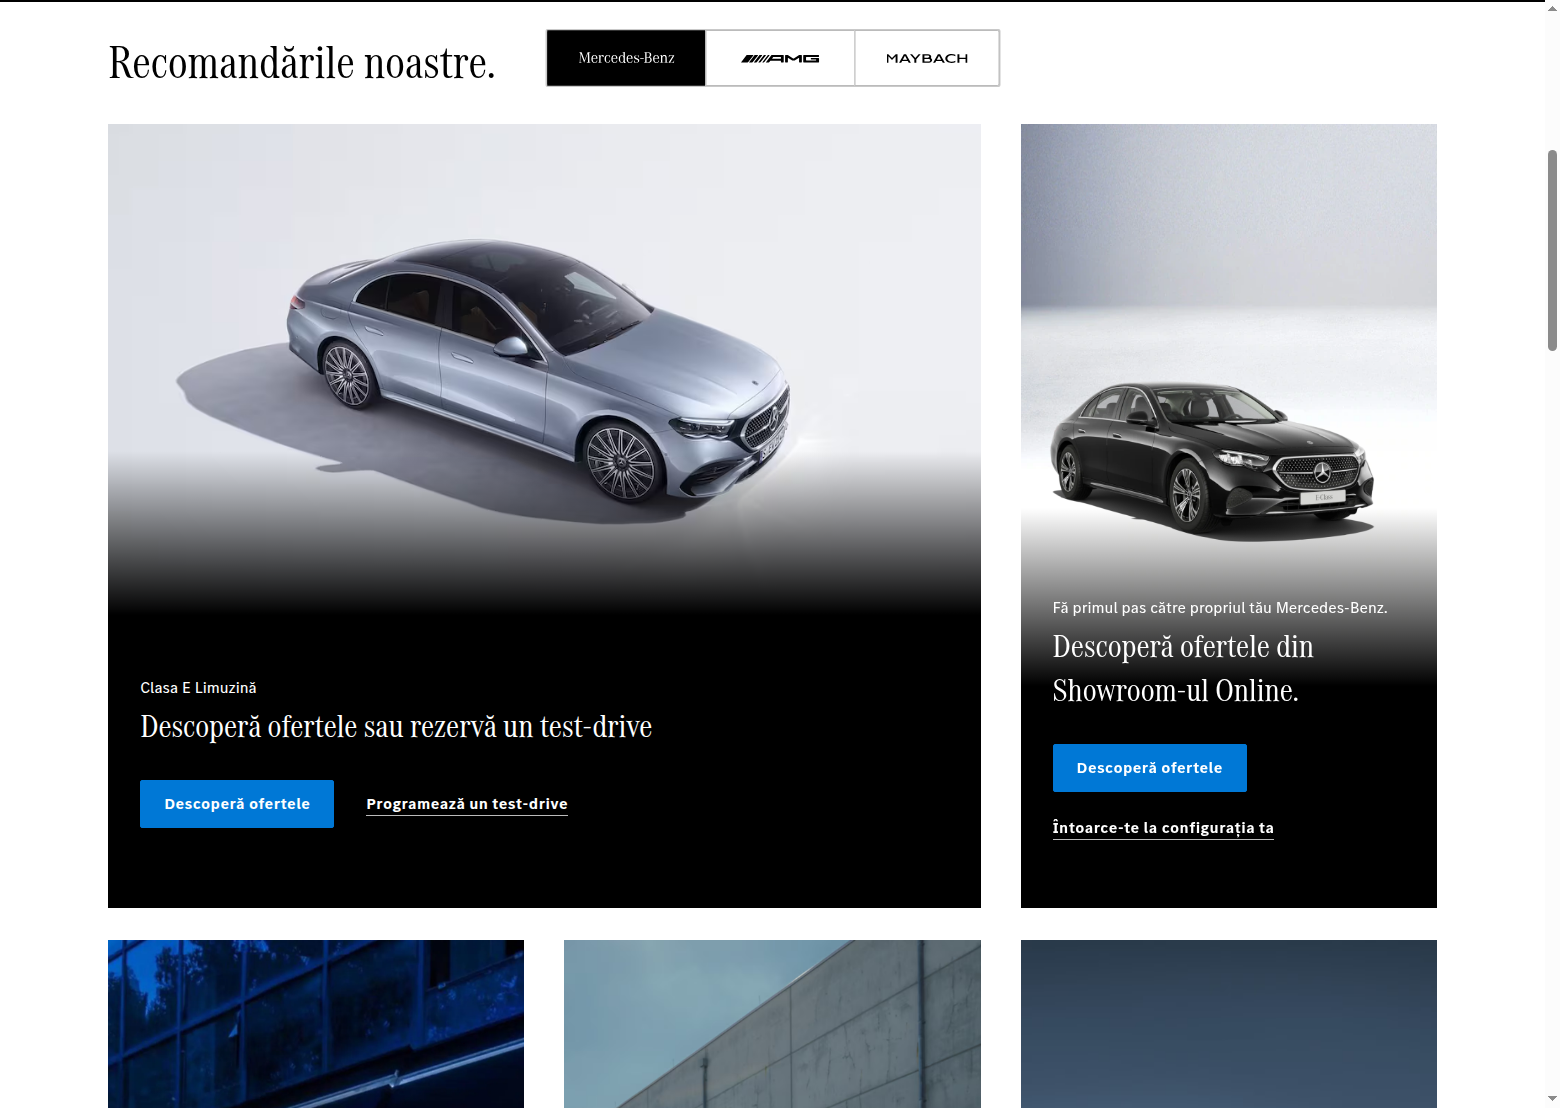 Recomandările noastre.
Mercedes-Benz
AMG
MAYBACH
Clasa E Limuzină
Descoperă ofertele sau rezervă un test-drive
Descoperă ofertele
Programează un test-drive
E-Class
Fă primul pas către propriul tău Mercedes-Benz.
Descoperă ofertele din
Showroom-ul Online.
Descoperă ofertele
Întoarce-te la configurația ta